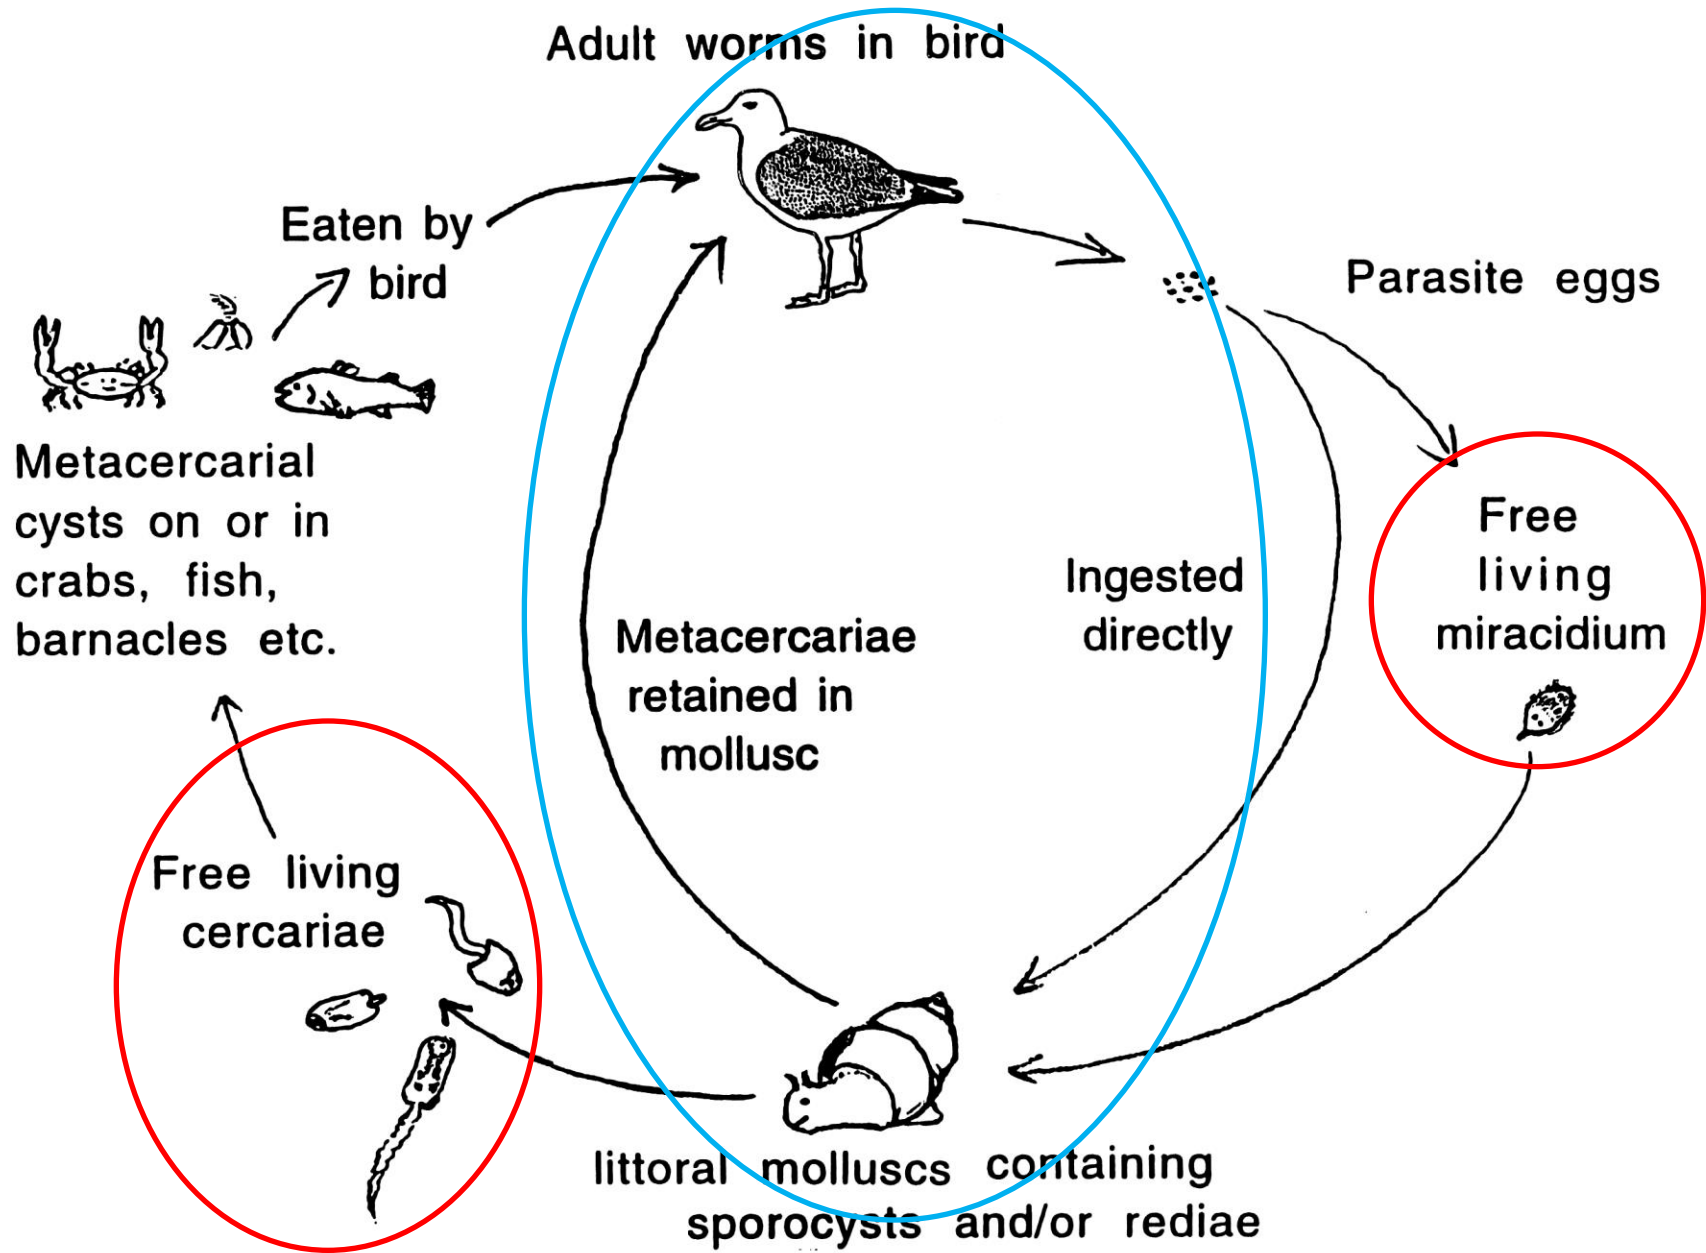 Adult worms in bird
Eaten by
bird
Parasite eggs
Metacercarial
cysts on or in
crabs, fish,
barnacles etc.
Free
living
miracidium
Ingested
directly
Metacercariae
retained in
mollusc
Free living
cercariae
littoral molluscs containing
sporocysts and/or rediae